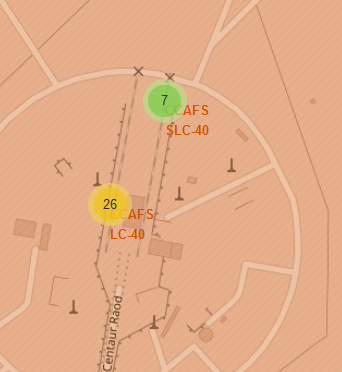 7
CCAFS
SLC-40
26
CCAFS
LC-40
Centaur Raod